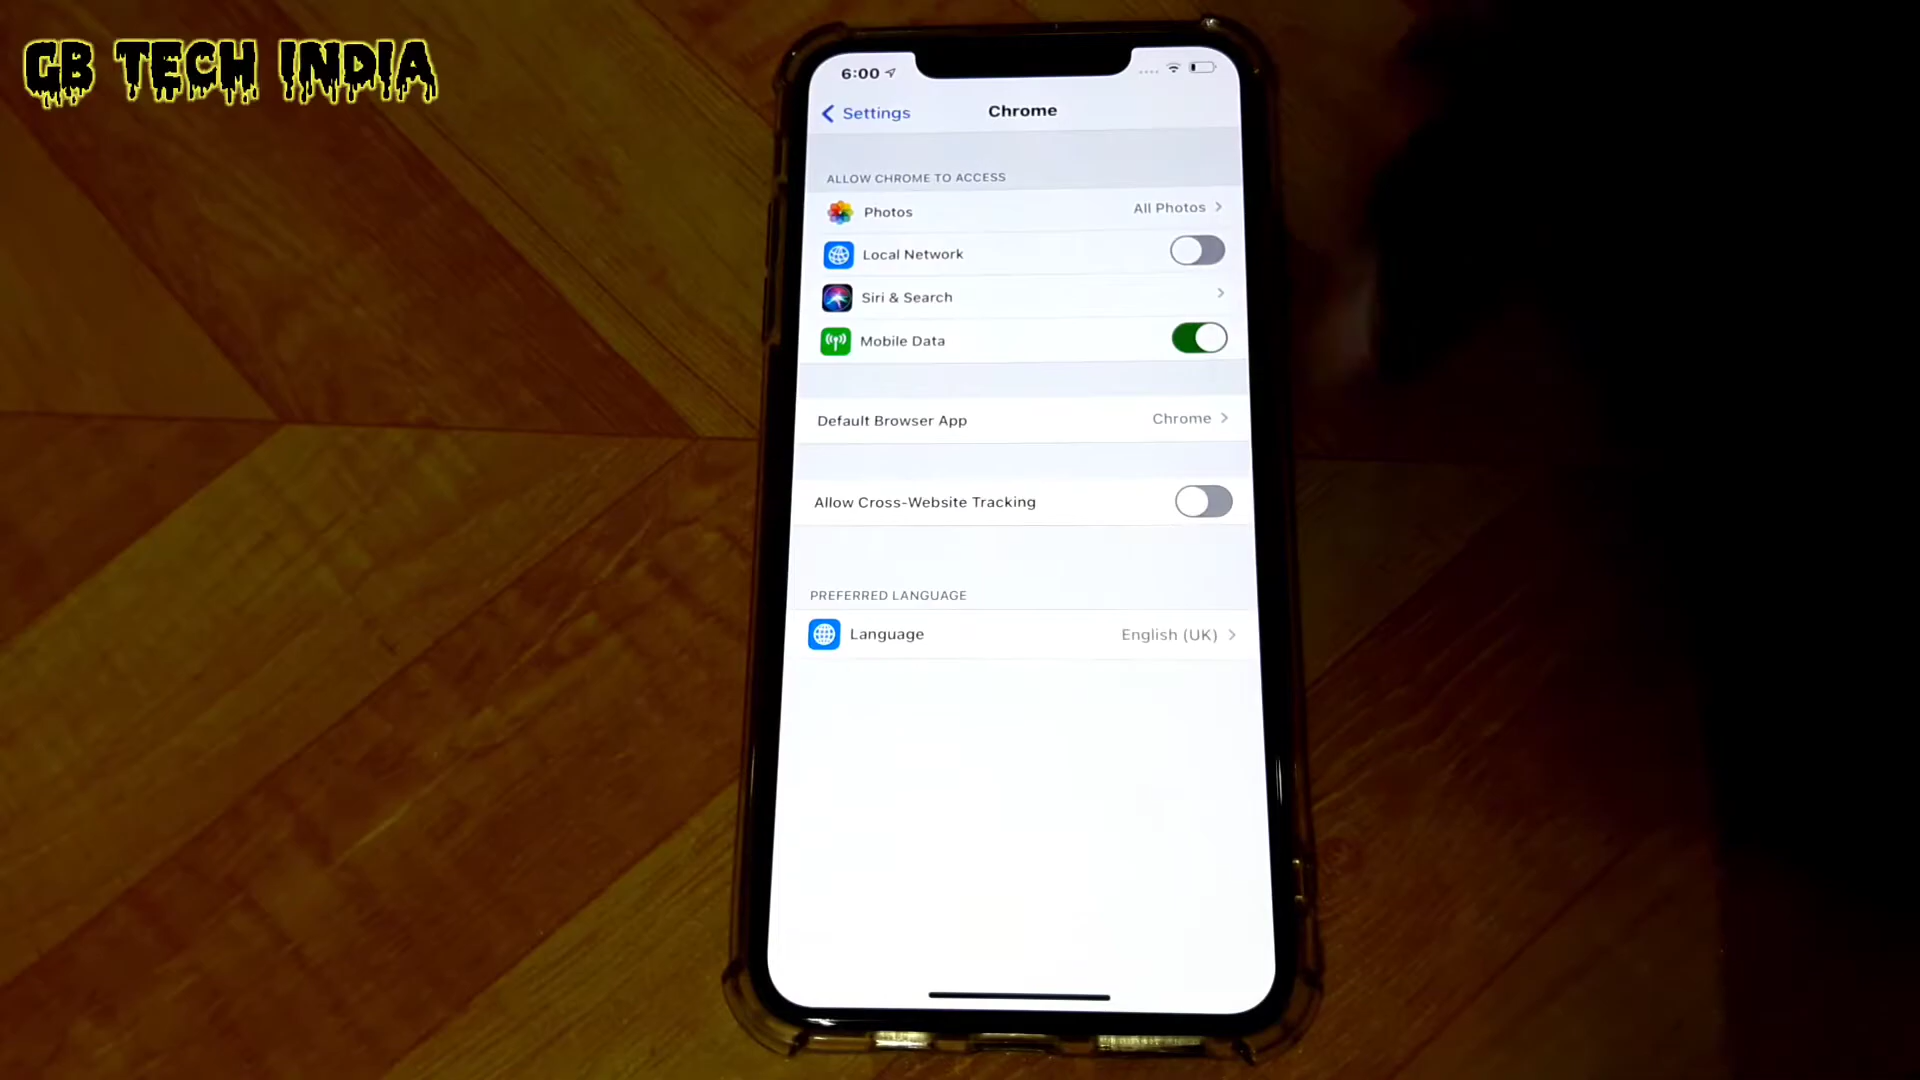 GB TECH INDIA
6:00
Settings
Chrome
ALLOW CHROME TO ACCESS
Photos All Photos
Local Network
Siri & Search
Mobile Data
Default Browser App Chrome
Allow Cross-Website Tracking
PREFERRED LANGUAGE
Language English (UK)